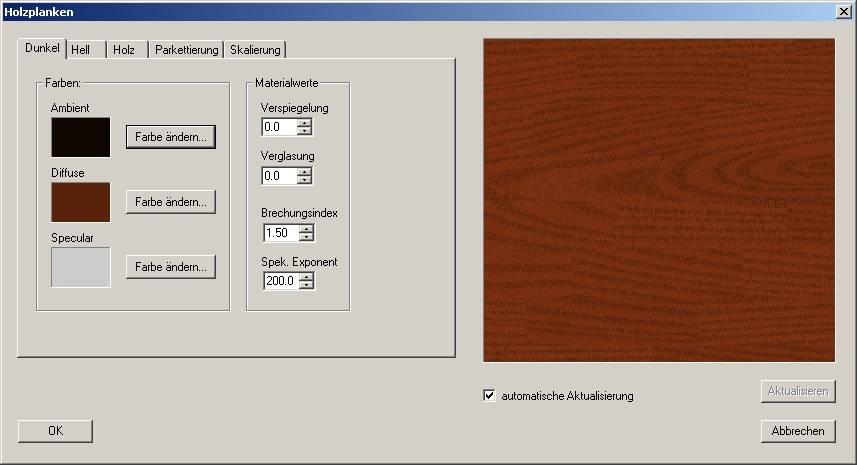 Holzplanken
Dunkel Hell Holz Parkettierung Skalierung
Farben:
Ambient
Farbe ändern...
Diffuse
Farbe ändern...
Specular
Farbe ändern...
Materialwerte
Verspiegelung
0.0
Verglasung
0.0
Brechungsindex
1.50
Spek. Exponent
200.0
automatische Aktualisierung
Aktualisieren
OK
Abbrechen